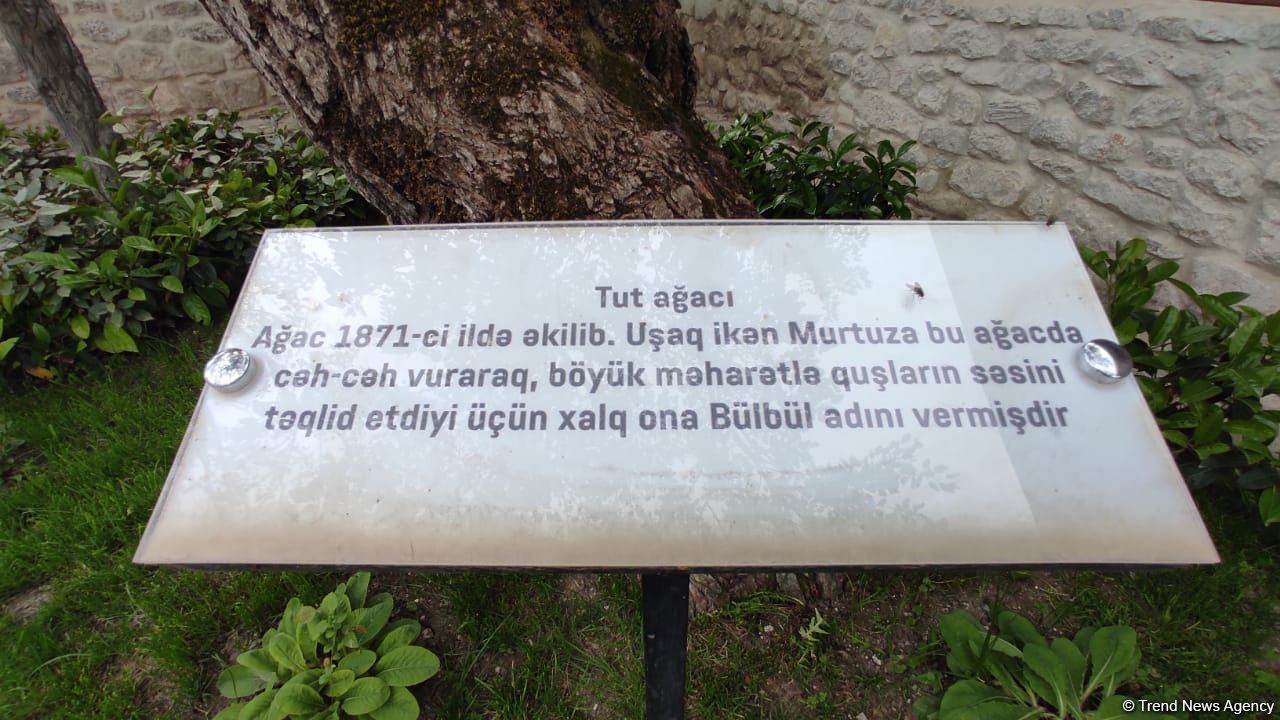 Tut ağacı
Ağac 1871-ci ildə əkilib. Uşaq ikən Murtuza bu ağacda
cəh-cəh vuraraq, böyük məharətlə quşların səsini
təqlid etdiyi üçün xalq ona Bülbül adını vermişdir
© Trend News Agency